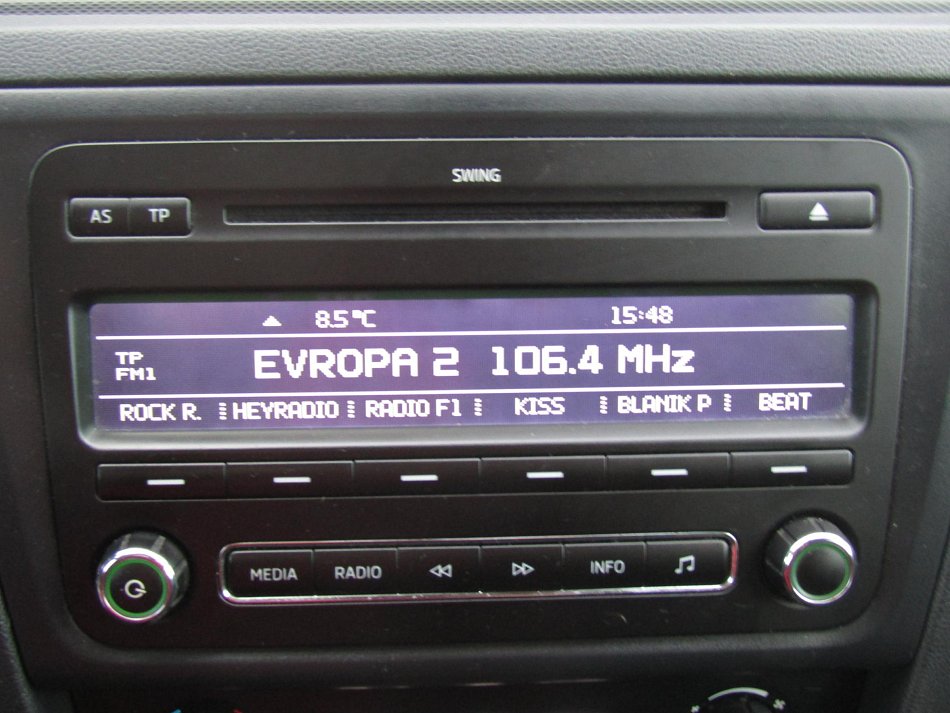 SWING
AS TP
8.5°C 15:48
TP
FM1
EVROPA 2 106.4 MHz
ROCK R. HEYRADIO RADIO F1 KISS BLANIK P BEAT
MEDIA RADIO INFO